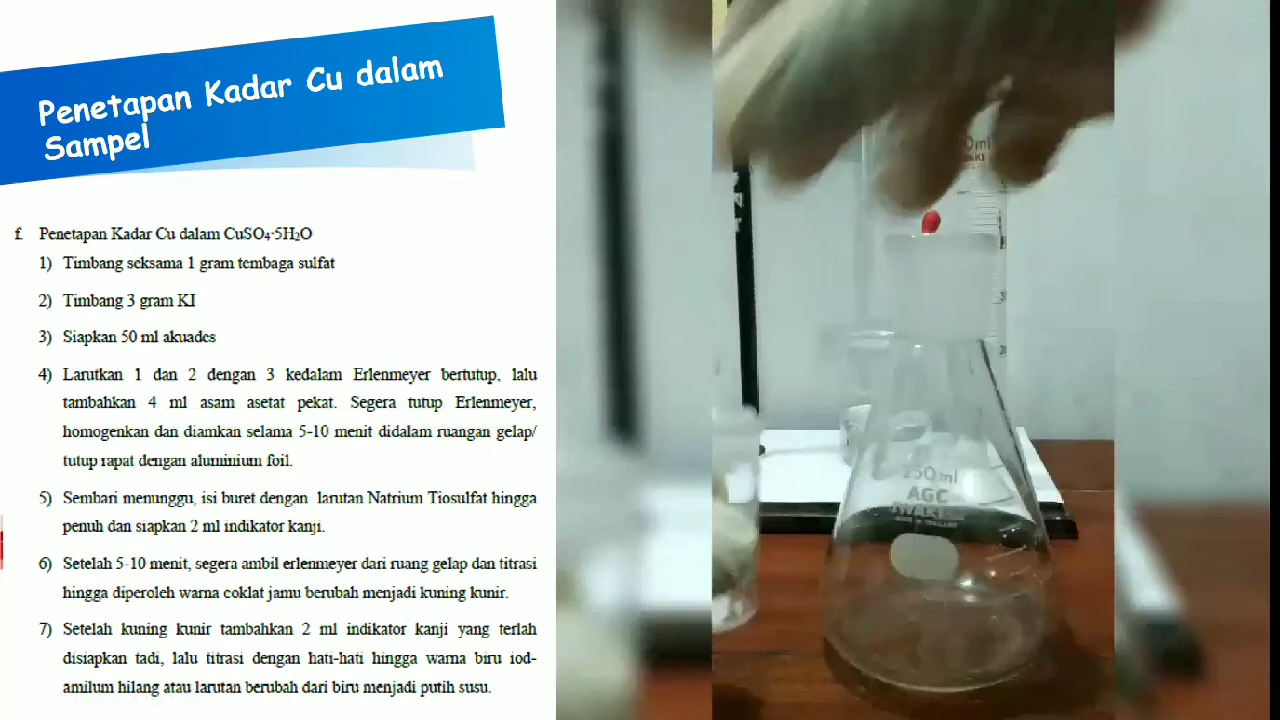 Penetapan Kadar Cu dalam
Sampel
f. Penetapan Kadar Cu dalam CuSO₄·5H₂O
1) Timbang seksama 1 gram tembaga sulfat
2) Timbang 3 gram KI
3) Siapkan 50 ml akuades
4) Larutkan 1 dan 2 dengan 3 kedalam Erlenmeyer bertutup, lalu
tambahkan 4 ml asam asetat pekat. Segera tutup Erlenmeyer,
homogenkan dan diamkan selama 5-10 menit didalam ruangan gelap/
tutup rapat dengan aluminium foil.
5) Sembari menunggu, isi buret dengan larutan Natrium Tiosulfat hingga
penuh dan siapkan 2 ml indikator kanji.
6) Setelah 5-10 menit, segera ambil erlenmeyer dari ruang gelap dan titrasi
hingga diperoleh warna coklat jamu berubah menjadi kuning kunir.
7) Setelah kuning kunir tambahkan 2 ml indikator kanji yang terlah
disiapkan tadi, lalu titrasi dengan hati-hati hingga warna biru iod-
amilum hilang atau larutan berubah dari biru menjadi putih susu.
250 ml
AGC
IWAKI